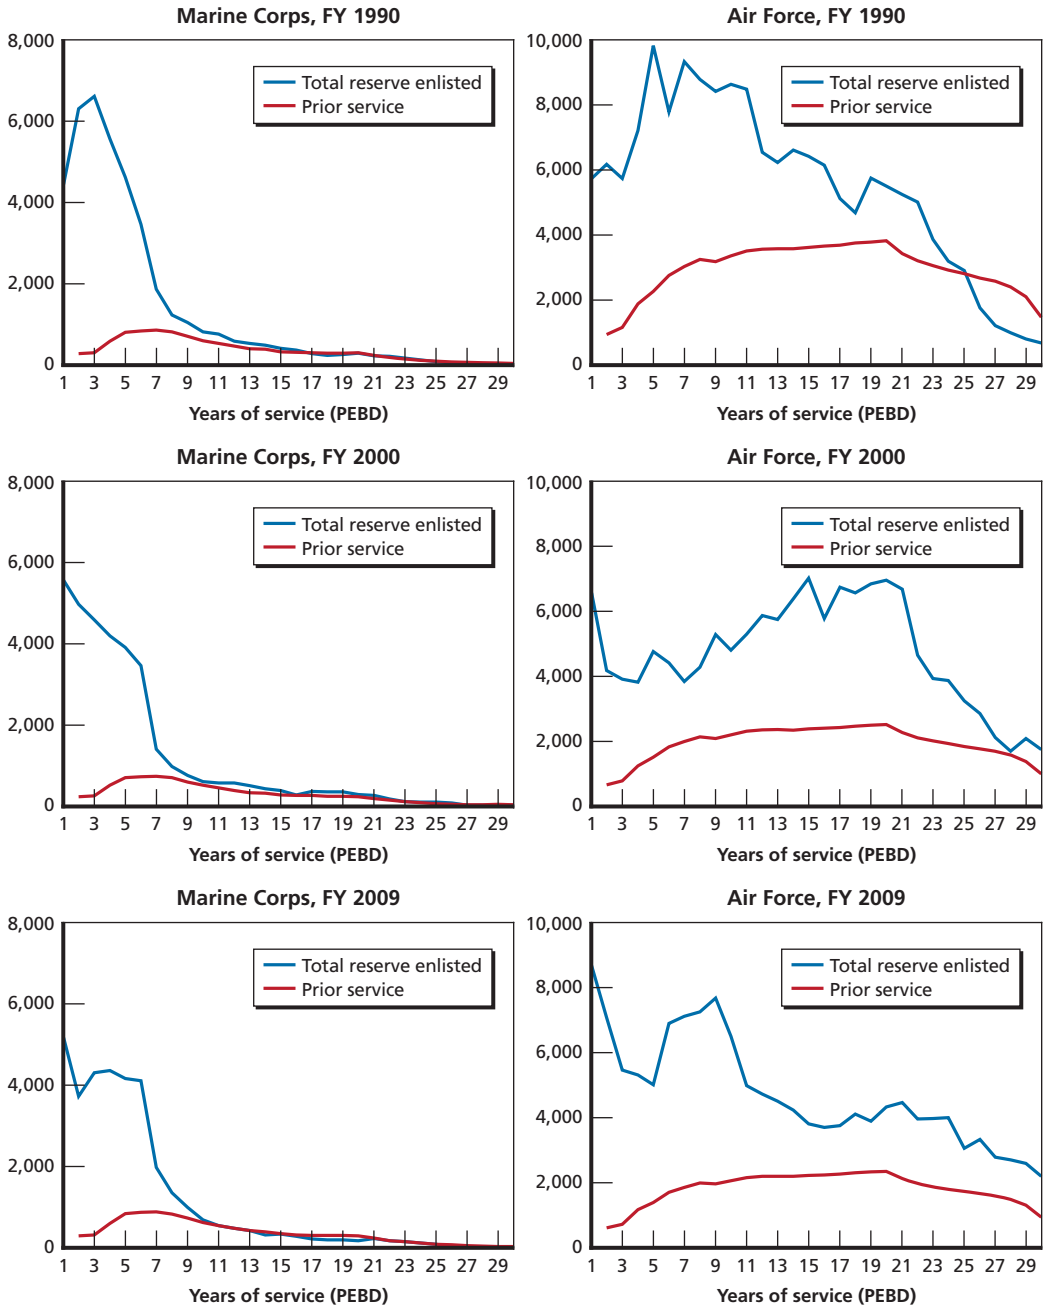 Marine Corps, FY 1990
8,000
6,000
4,000
2,000
0
Total reserve enlisted
Prior service
1 3 5 7 9 11 13 15 17 19 21 23 25 27 29
Years of service (PEBD)
Air Force, FY 1990
10,000
8,000
6,000
4,000
2,000
0
Total reserve enlisted
Prior service
1 3 5 7 9 11 13 15 17 19 21 23 25 27 29
Years of service (PEBD)
Marine Corps, FY 2000
8,000
6,000
4,000
2,000
0
Total reserve enlisted
Prior service
1 3 5 7 9 11 13 15 17 19 21 23 25 27 29
Years of service (PEBD)
Air Force, FY 2000
10,000
8,000
6,000
4,000
2,000
0
Total reserve enlisted
Prior service
1 3 5 7 9 11 13 15 17 19 21 23 25 27 29
Years of service (PEBD)
Marine Corps, FY 2009
8,000
6,000
4,000
2,000
0
Total reserve enlisted
Prior service
1 3 5 7 9 11 13 15 17 19 21 23 25 27 29
Years of service (PEBD)
Air Force, FY 2009
10,000
8,000
6,000
4,000
2,000
0
Total reserve enlisted
Prior service
1 3 5 7 9 11 13 15 17 19 21 23 25 27 29
Years of service (PEBD)